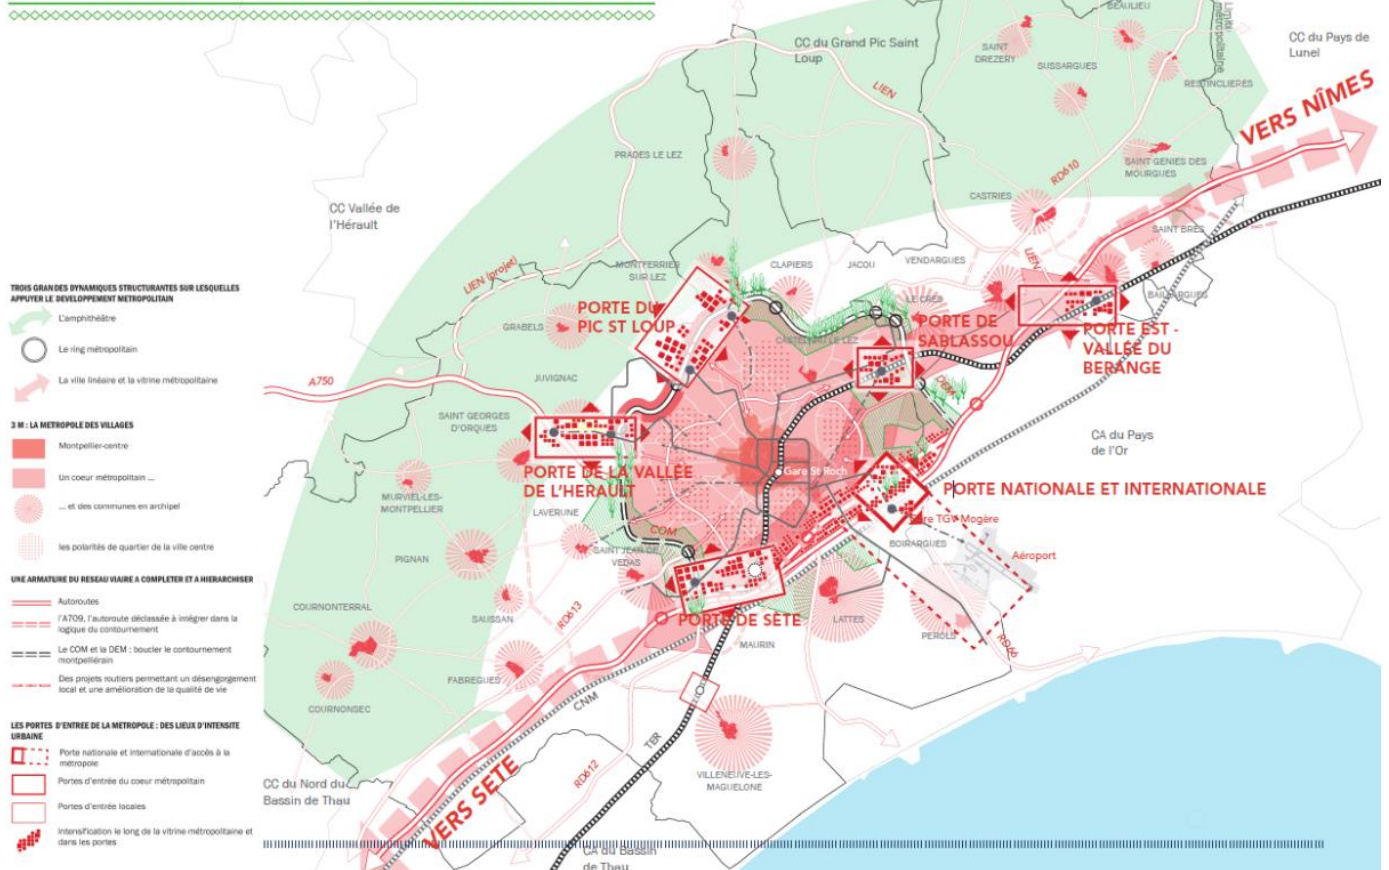 TROIS GRANDES DYNAMIQUES STRUCTURANTES SUR LESQUELLES
APPUYER LE DEVELOPPEMENT METROPOLITAIN
L'amphithéâtre
Le ring métropolitain
La ville linéaire et la vitrine métropolitaine
3 M : LA METROPOLE DES VILLAGES
Montpellier-centre
Un coeur métropolitain ...
... et des communes en archipel
les polarités de quartier de la ville centre
UNE ARMATURE DU RESEAU VIAIRE A COMPLETER ET A HIERARCHISER
Autoroutes
l'A709, l'autoroute déclassée à intégrer dans la
logique du contournement
Le COM et la DEM : boucler le contournement
montpelliérain
Des projets routiers permettant un désengorgement
local et une amélioration de la qualité de vie
LES PORTES D'ENTREE DE LA METROPOLE : DES LIEUX D'INTENSITE
URBAINE
Porte nationale et internationale d'accès à la
métropole
Portes d'entrée du coeur métropolitain
Portes d'entrée locales
Intensification le long de la vitrine métropolitaine et
dans les portes
BEAULIEU
Limite
métropolitaine
CC du Pays de
Lunel
CC du Grand Pic Saint
Loup
SAINT
DREZERY
SUSSARGUES
RESTINCLIERES
LIEN
VERS NÎMES
PRADES LE LEZ
RD610
SAINT GENIES DES
MOURGUES
CASTRIES
CC Vallée de
l'Hérault
SAINT BRES
LIEN
LIEN (projet)
MONTFERRIER
SUR LEZ
CLAPIERS
JACOU
VENDARGUES
BAILLARGUES
LE CRÈS
PORTE DU
PIC ST LOUP
GRABELS
CASTELNAU LE LEZ
PORTE DE
SABLASSOU
PORTE EST -
VALLÉE DU
BERANGE
A750
JUVIGNAC
DEM
SAINT GEORGES
D'ORQUES
CA du Pays
de l'Or
PORTE DE LA VALLÉE
DE L'HERAULT
Gare St Roch
PORTE NATIONALE ET INTERNATIONALE
MURVIEL-LES-
MONTPELLIER
LAVERUNE
COM
Gare TGV Mogère
BOIRARGUES
Aéroport
PIGNAN
SAINT JEAN DE
VEDAS
COURNONTERRAL
SAUSSAN
RD613
PORTE DE SÈTE
LATTES
PEROLS
RD66
MAURIN
FABREGUES
COURNONSEC
CNM
TER
RD612
VILLENEUVE-LES-
MAGUELONE
CC du Nord du
Bassin de Thau
VERS SETE
CA du Bassin
de Thau